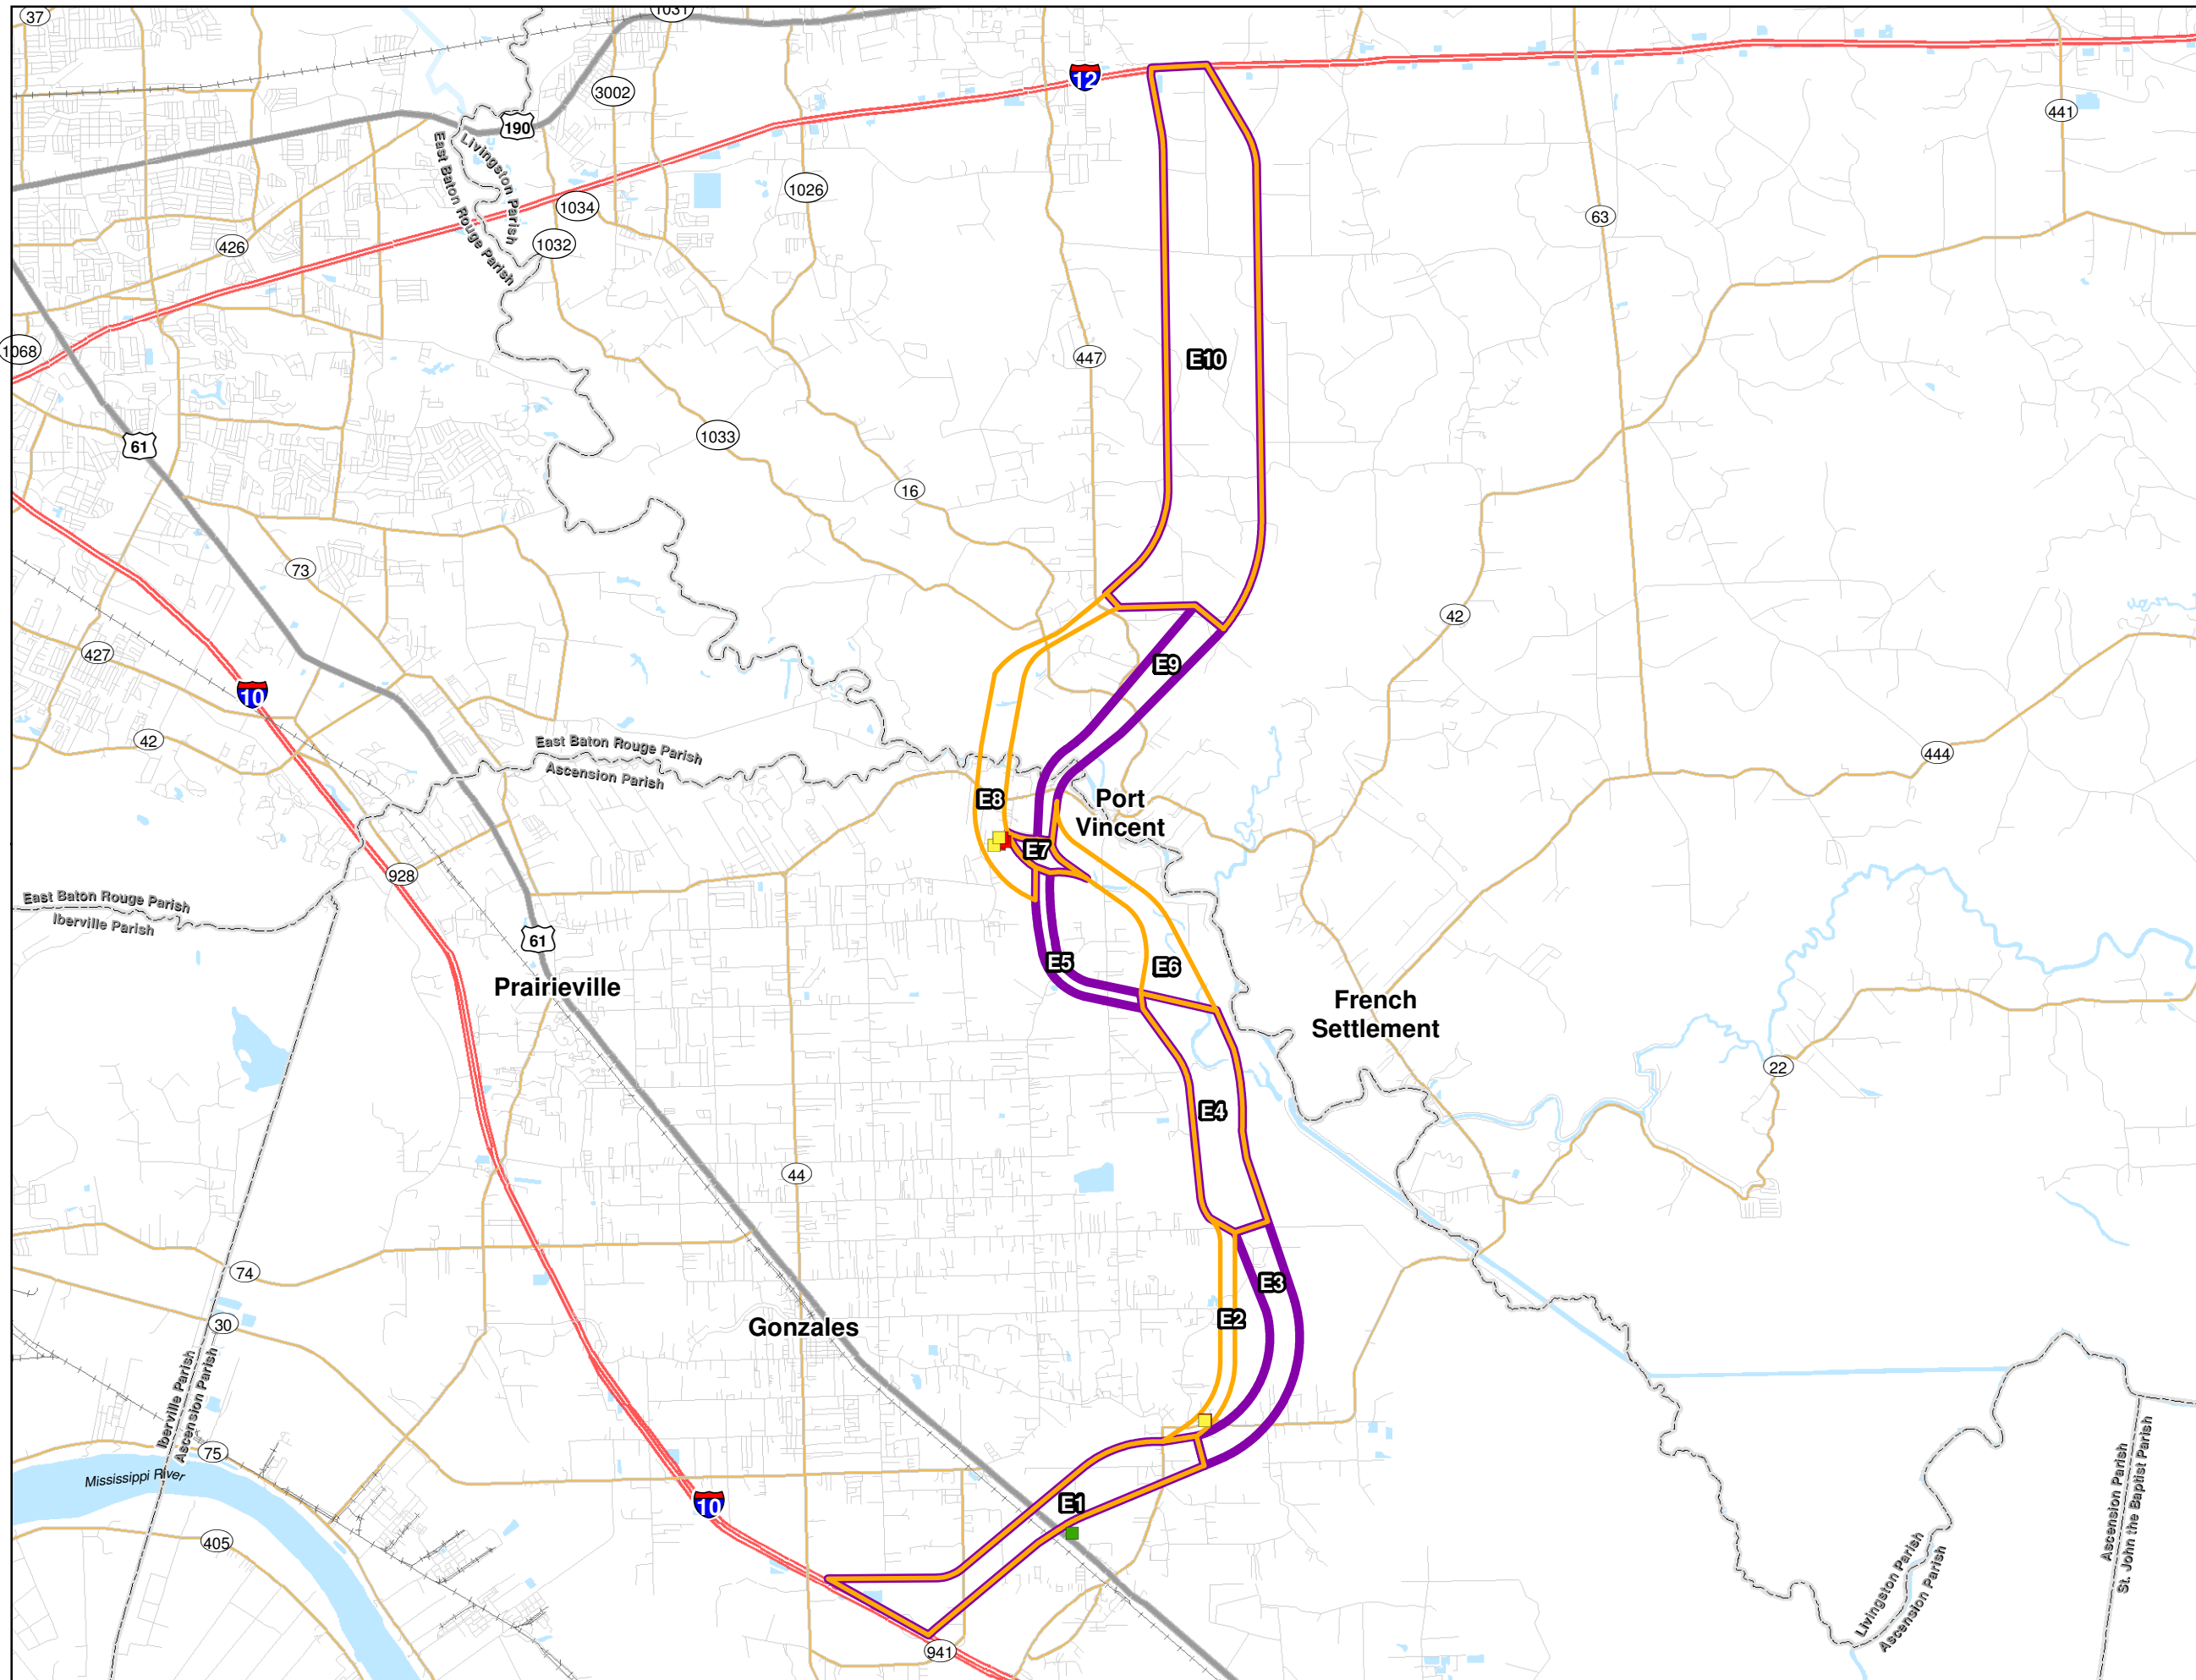 37
1031
12
3002
190
441
Livingston Parish
East Baton Rouge Parish
1026
1034
63
426
1032
1068
447
E10
61
1033
16
73
42
427
E9
10
42
East Baton Rouge Parish
Ascension Parish
444
E8
Port
Vincent
E7
928
East Baton Rouge Parish
Iberville Parish
61
E5
E6
Prairieville
French
Settlement
22
E4
44
74
E3
30
E2
Gonzales
Iberville Parish
Ascension Parish
75
Mississippi River
10
E1
405
941
Livingston Parish
Ascension Parish
Ascension Parish
St. John the Baptist Parish